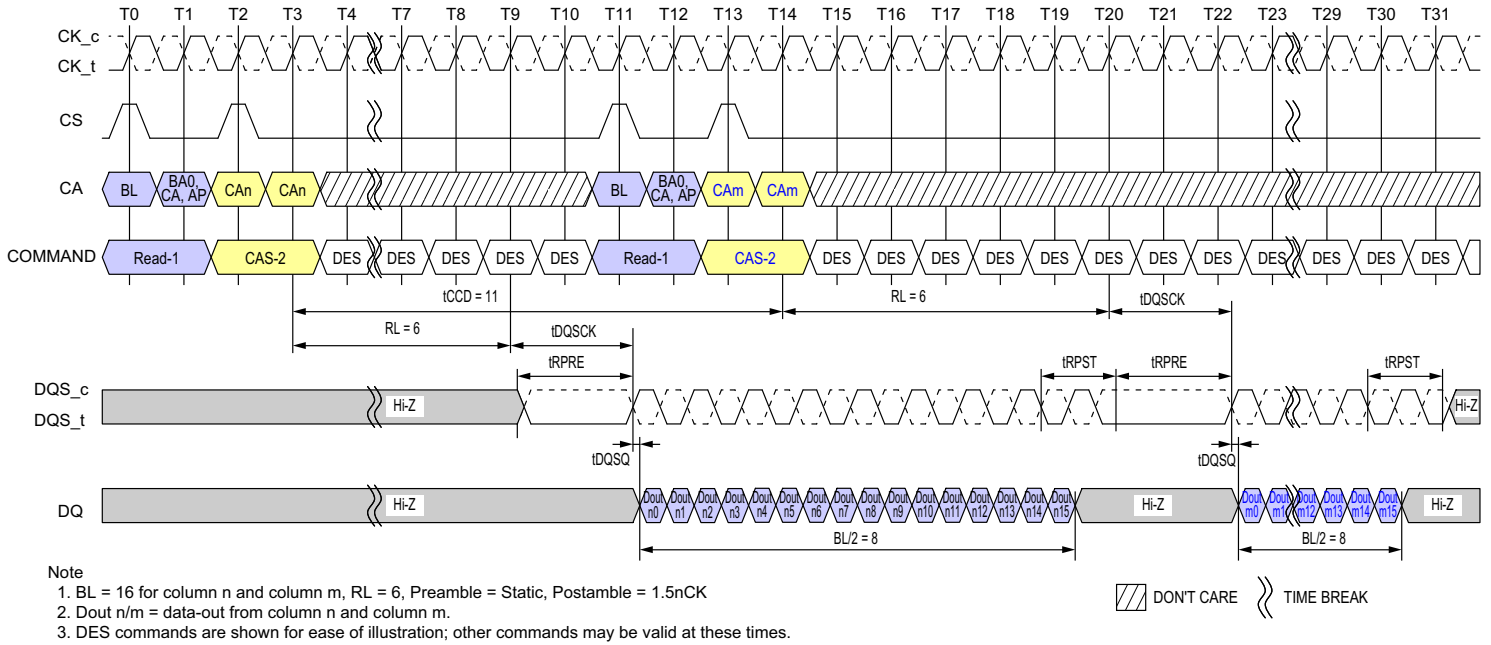 T0 T1 T2 T3 T4 T7 T8 T9 T10 T11 T12 T13 T14 T15 T16 T17 T18 T19 T20 T21 T22 T23 T29 T30 T31
CK_c
CK_t
CS
CA BL BA0, CA, AP CAn CAn BL BA0, CA, AP CAm CAm
COMMAND Read-1 CAS-2 DES DES DES DES DES Read-1 CAS-2 DES DES DES DES DES DES DES DES DES DES DES DES
tCCD = 11 RL = 6 tDQSCK
RL = 6 tDQSCK
tRPRE tRPST tRPRE tRPST
DQS_c
DQS_t
Hi-Z Hi-Z
tDQSQ tDQSQ
DQ Hi-Z Dout n0 Dout n1 Dout n2 Dout n3 Dout n4 Dout n5 Dout n6 Dout n7 Dout n8 Dout n9 Dout n10 Dout n11 Dout n12 Dout n13 Dout n14 Dout n15 Hi-Z Dout m0 Dout m1 Dout m12 Dout m13 Dout m14 Dout m15 Hi-Z
BL/2 = 8 BL/2 = 8
Note
1. BL = 16 for column n and column m, RL = 6, Preamble = Static, Postamble = 1.5nCK
2. Dout n/m = data-out from column n and column m.
3. DES commands are shown for ease of illustration; other commands may be valid at these times.
DON'T CARE TIME BREAK